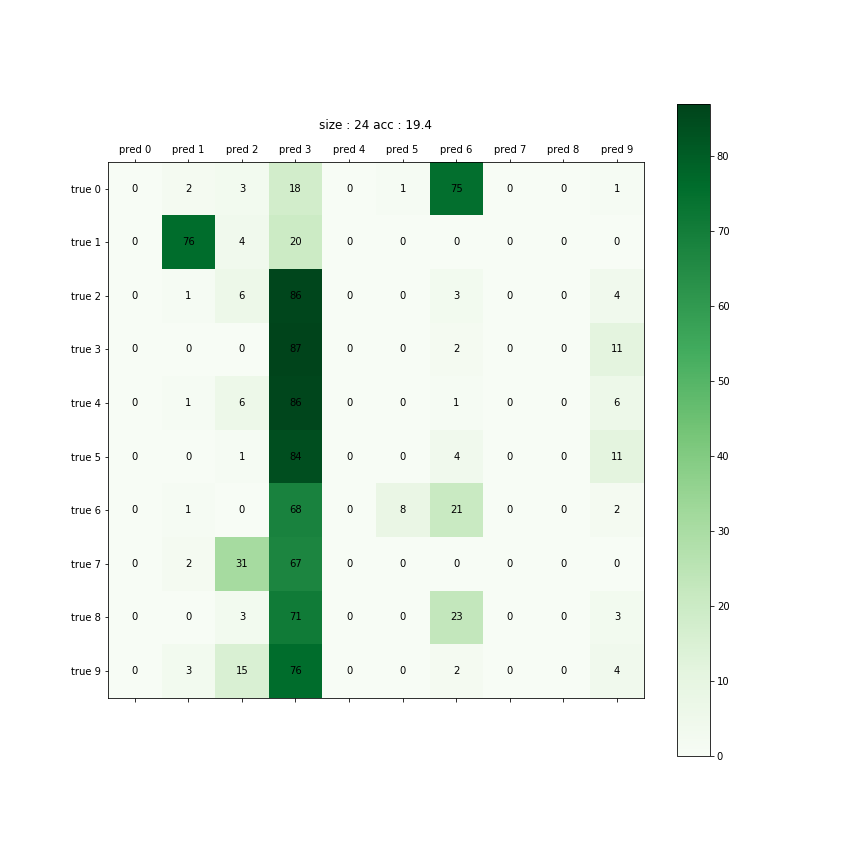 size : 24 acc : 19.4
pred 0 pred 1 pred 2 pred 3 pred 4 pred 5 pred 6 pred 7 pred 8 pred 9
true 0 0 2 3 18 0 1 75 0 0 1
true 1 0 76 4 20 0 0 0 0 0 0
true 2 0 1 6 86 0 0 3 0 0 4
true 3 0 0 0 87 0 0 2 0 0 11
true 4 0 1 6 86 0 0 1 0 0 6
true 5 0 0 1 84 0 0 4 0 0 11
true 6 0 1 0 68 0 8 21 0 0 2
true 7 0 2 31 67 0 0 0 0 0 0
true 8 0 0 3 71 0 0 23 0 0 3
true 9 0 3 15 76 0 0 2 0 0 4
80
70
60
50
40
30
20
10
0